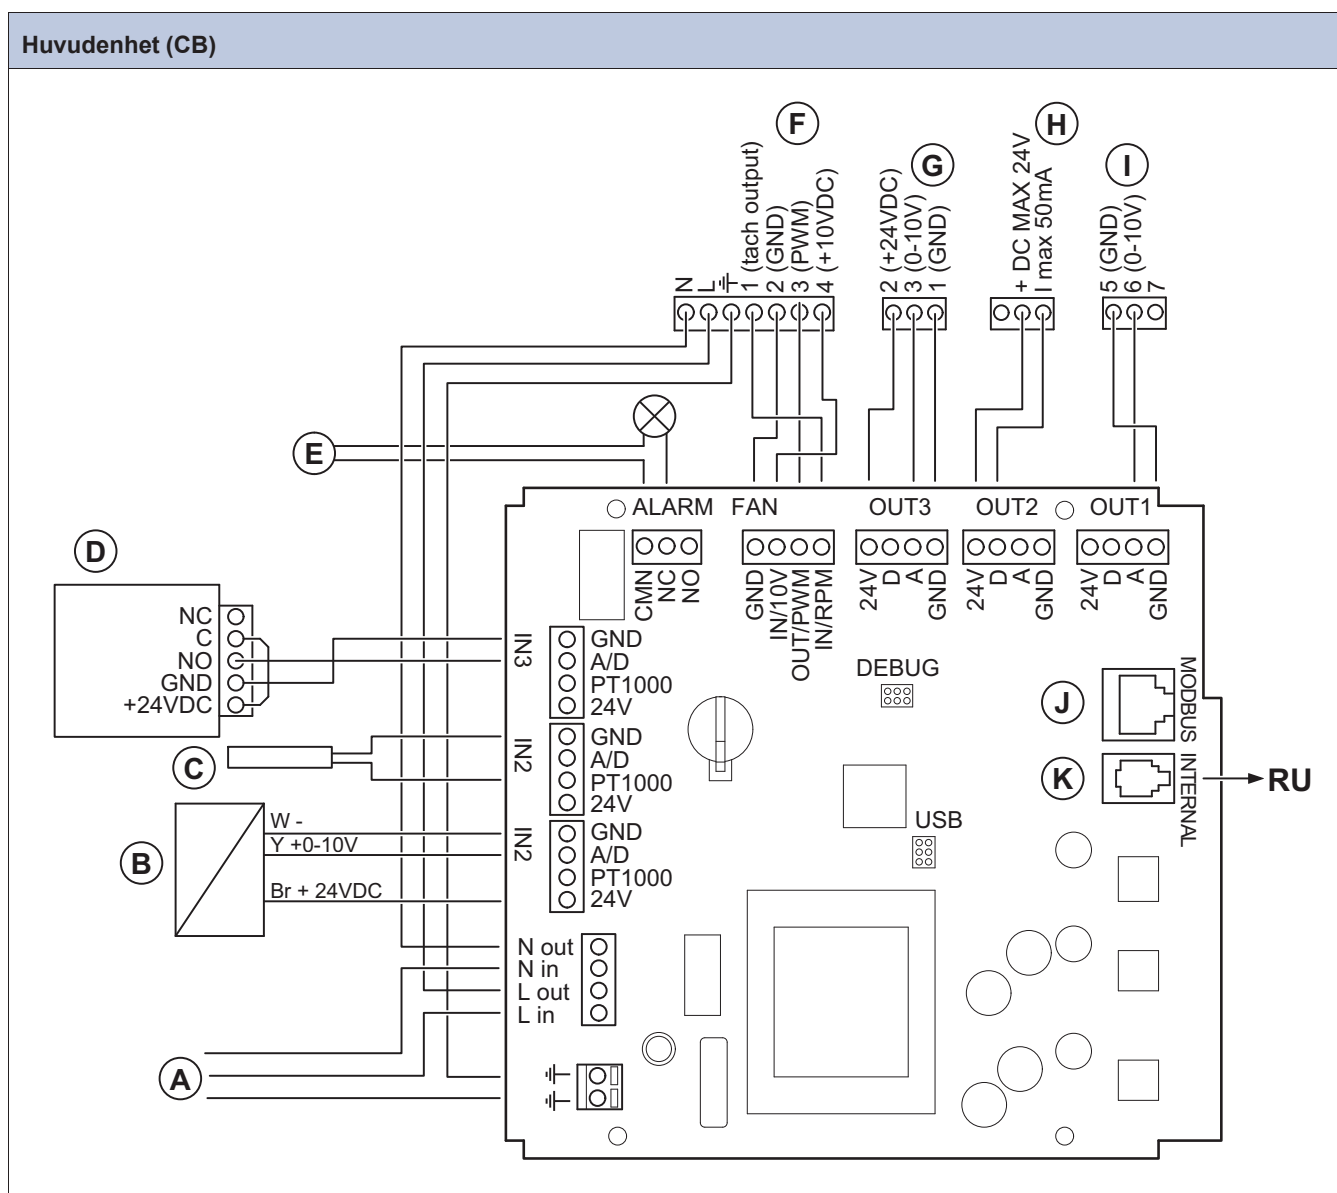 Huvudenhet (CB)
F
H
G
I
N
L
1 (tach output)
2 (GND)
3 (PWM)
4 (+10VDC)
2 (+24VDC)
3 (0-10V)
1 (GND)
+ DC MAX 24V
I max 50mA
5 (GND)
6 (0-10V)
7
E
ALARM
FAN
OUT3
OUT2
OUT1
CMN
NC
NO
GND
IN/10V
OUT/PWM
IN/RPM
24V
D
A
GND
24V
D
A
GND
24V
D
A
GND
D
NC
C
NO
GND
+24VDC
IN3
GND
A/D
PT1000
24V
DEBUG
J
MODBUS
C
IN2
GND
A/D
PT1000
24V
K
INTERNAL
RU
USB
B
W -
Y +0-10V
Br + 24VDC
IN2
GND
A/D
PT1000
24V
N out
N in
L out
L in
A